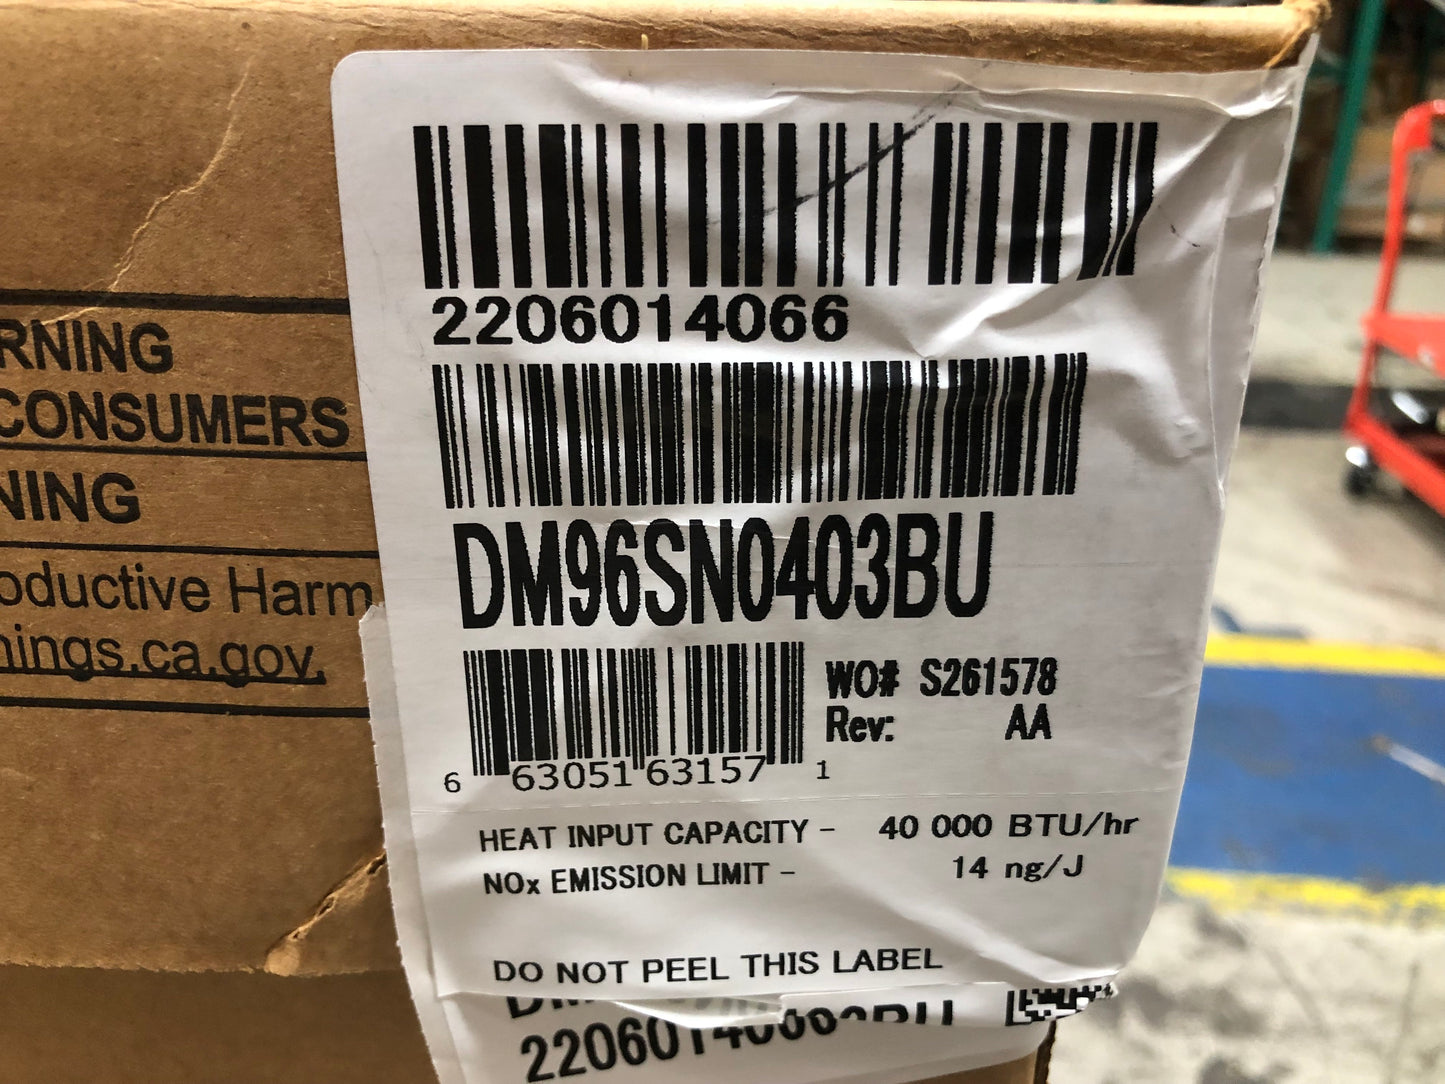 RNING
CONSUMERS
NING
oductive Harm
nings.ca.gov.
2206014066
DM96SN0403BU
WO# S261578
Rev: AA
6 63051 63157 1
HEAT INPUT CAPACITY - 40 000 BTU/hr
NOx EMISSION LIMIT - 14 ng/J
DO NOT PEEL THIS LABEL
2206014066